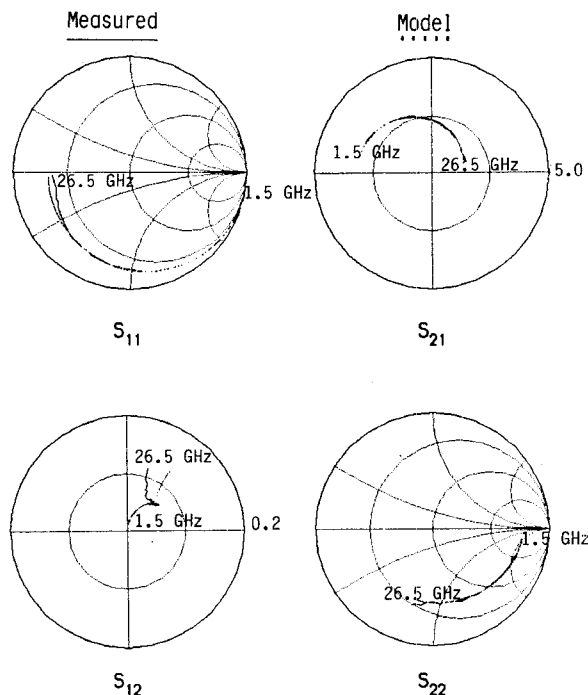 Measured
Model
1.5 GHz
26.5 GHz
5.0
26.5 GHz
1.5 GHz
S11
S21
26.5 GHz
1.5 GHz
0.2
1.5 GHz
26.5 GHz
S12
S22